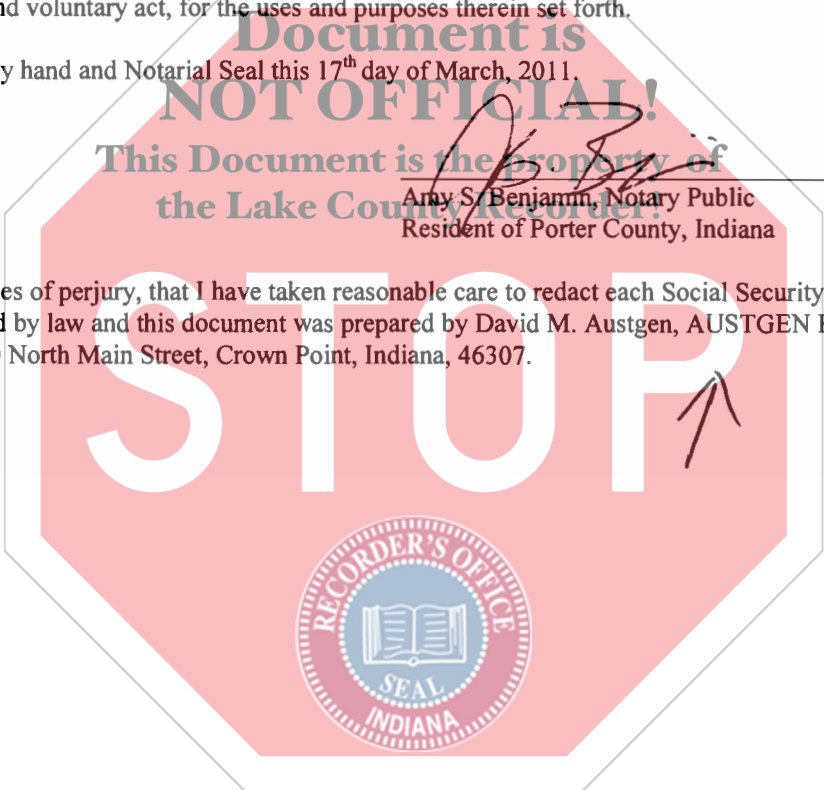 nd voluntary act, for the uses and purposes therein set forth.
Document is
y hand and Notarial Seal this 17th day of March, 2011.
NOT OFFICIAL!
This Document is the property of
the Lake County Recorder!
Amy S. Benjamin, Notary Public
Resident of Porter County, Indiana
es of perjury, that I have taken reasonable care to redact each Social Security
by law and this document was prepared by David M. Austgen, AUSTGEN
North Main Street, Crown Point, Indiana, 46307.
STOP
RECORDER'S OFFICE
SEAL
INDIANA